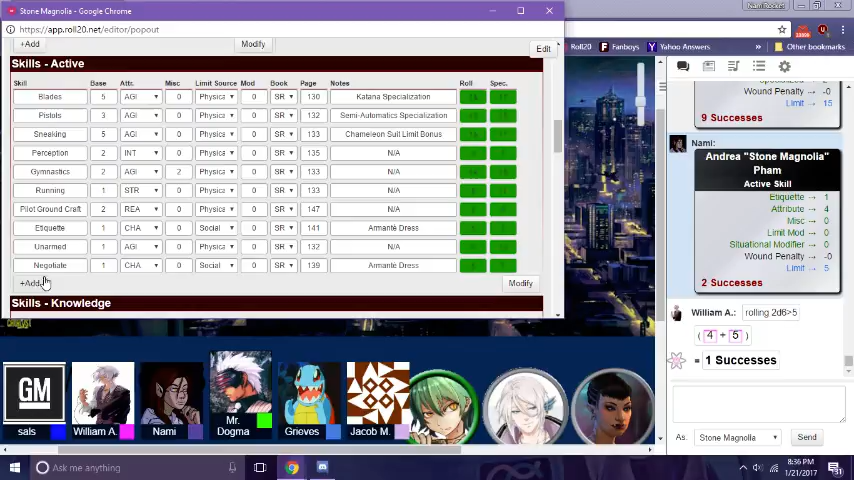 Stone Magnolia - Google Chrome
Nam Rocket
https://app.roll20.net/editor/popout
Roll20 Fanboys Yahoo Answers Other bookmarks
+Add Modify Edit
Skills - Active
Skill Base Attr. Misc Limit Source Mod Book Page Notes Roll Spec.
Blades 5 AGI 0 Physica 0 SR 130 Katana Specialization
Pistols 3 AGI 0 Physica 0 SR 132 Semi-Automatics Specialization
Sneaking 5 AGI 0 Physica 0 SR 133 Chameleon Suit Limit Bonus
Perception 2 INT 0 Physica 0 SR 135 N/A
Gymnastics 2 AGI 2 Physica 0 SR 133 N/A
Running 1 STR 0 Physica 0 SR 133 N/A
Pilot Ground Craft 2 REA 0 Physica 0 SR 147 N/A
Etiquette 1 CHA 0 Social 0 SR 141 Armanté Dress
Unarmed 1 AGI 0 Physica 0 SR 132 N/A
Negotiate 1 CHA 0 Social 0 SR 139 Armanté Dress
+Add Modify
Skills - Knowledge
Wound Penalty -0
Limit 15
9 Successes
Nami:
Andrea "Stone Magnolia"
Pham
Active Skill
Etiquette → 1
Attribute → 4
Misc → 0
Limit Mod → 0
Situational Modifier → 0
Wound Penalty → -0
Limit → 5
2 Successes
William A.: rolling 2d6>5
( 4 + 5 )
= 1 Successes
As: Stone Magnolia Send
GM
sals William A. Nami Mr. Dogma Grieves Jacob M.
Ask me anything
8:36 PM
1/21/2017
31